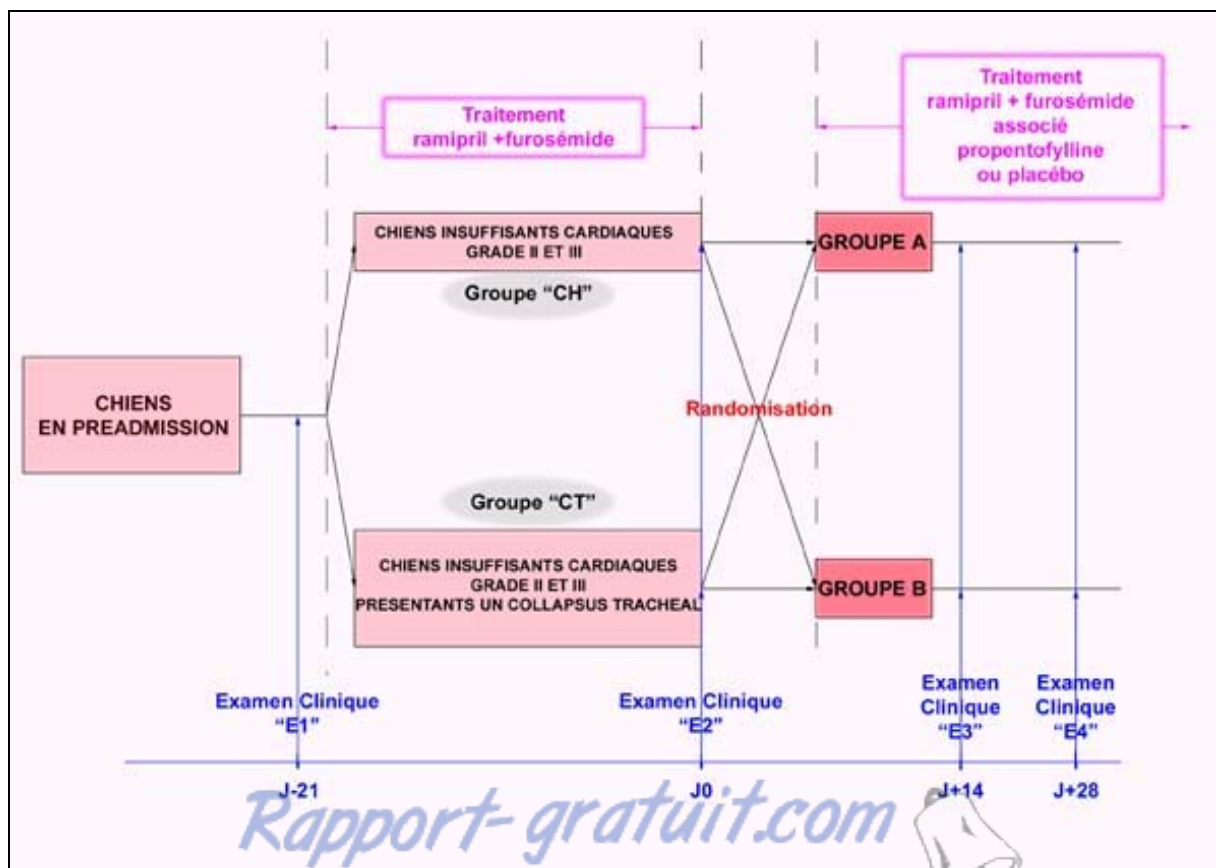 Traitement
ramipril +furosémide
Traitement
ramipril + furosémide
associé
propentofylline
ou placébo
CHIENS INSUFFISANTS CARDIAQUES
GRADE II ET III
Groupe “CH”
GROUPE A
CHIENS
EN PREADMISSION
Randomisation
Groupe “CT”
CHIENS INSUFFISANTS CARDIAQUES
GRADE II ET III
PRESENTANTS UN COLLAPSUS TRACHEAL
GROUPE B
Examen Clinique
“E1”
Examen Clinique
“E2”
Examen
Clinique
“E3”
Examen
Clinique
“E4”
J-21
J0
J+14
J+28
Rapport-gratuit.com